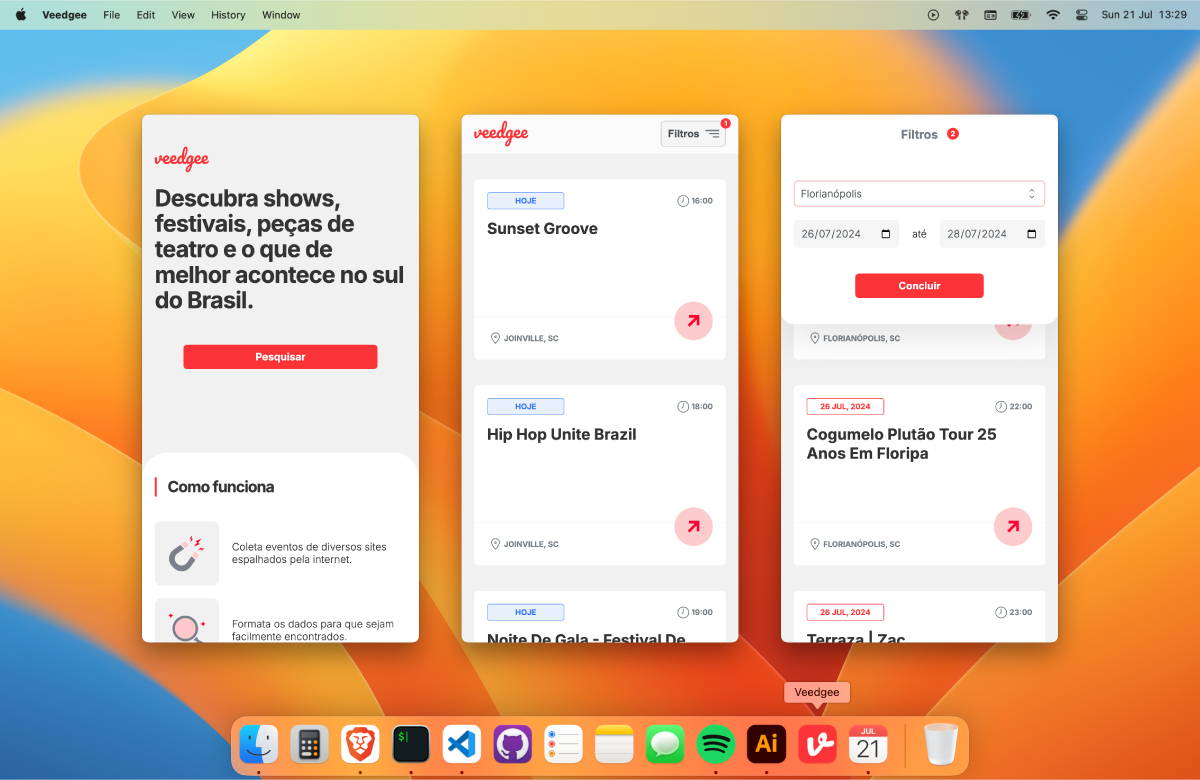 Veedgee File Edit View History Window
Sun 21 Jul 13:29
veedgee
Descubra shows,
festivais, peças de
teatro e o que de
melhor acontece no sul
do Brasil.
Pesquisar
Como funciona
Coleta eventos de diversos sites
espalhados pela internet.
Formata os dados para que sejam
facilmente encontrados.
veedgee
Filtros
1
HOJE
16:00
Sunset Groove
JOINVILLE, SC
HOJE
18:00
Hip Hop Unite Brazil
JOINVILLE, SC
HOJE
19:00
Noite De Gala - Festival De
Filtros 2
Florianópolis
26/07/2024 até 28/07/2024
Concluir
FLORIANÓPOLIS, SC
26 JUL, 2024
22:00
Cogumelo Plutão Tour 25
Anos Em Floripa
FLORIANÓPOLIS, SC
26 JUL, 2024
23:00
Terraza | Zac
Veedgee
$
Ai
JUL
21